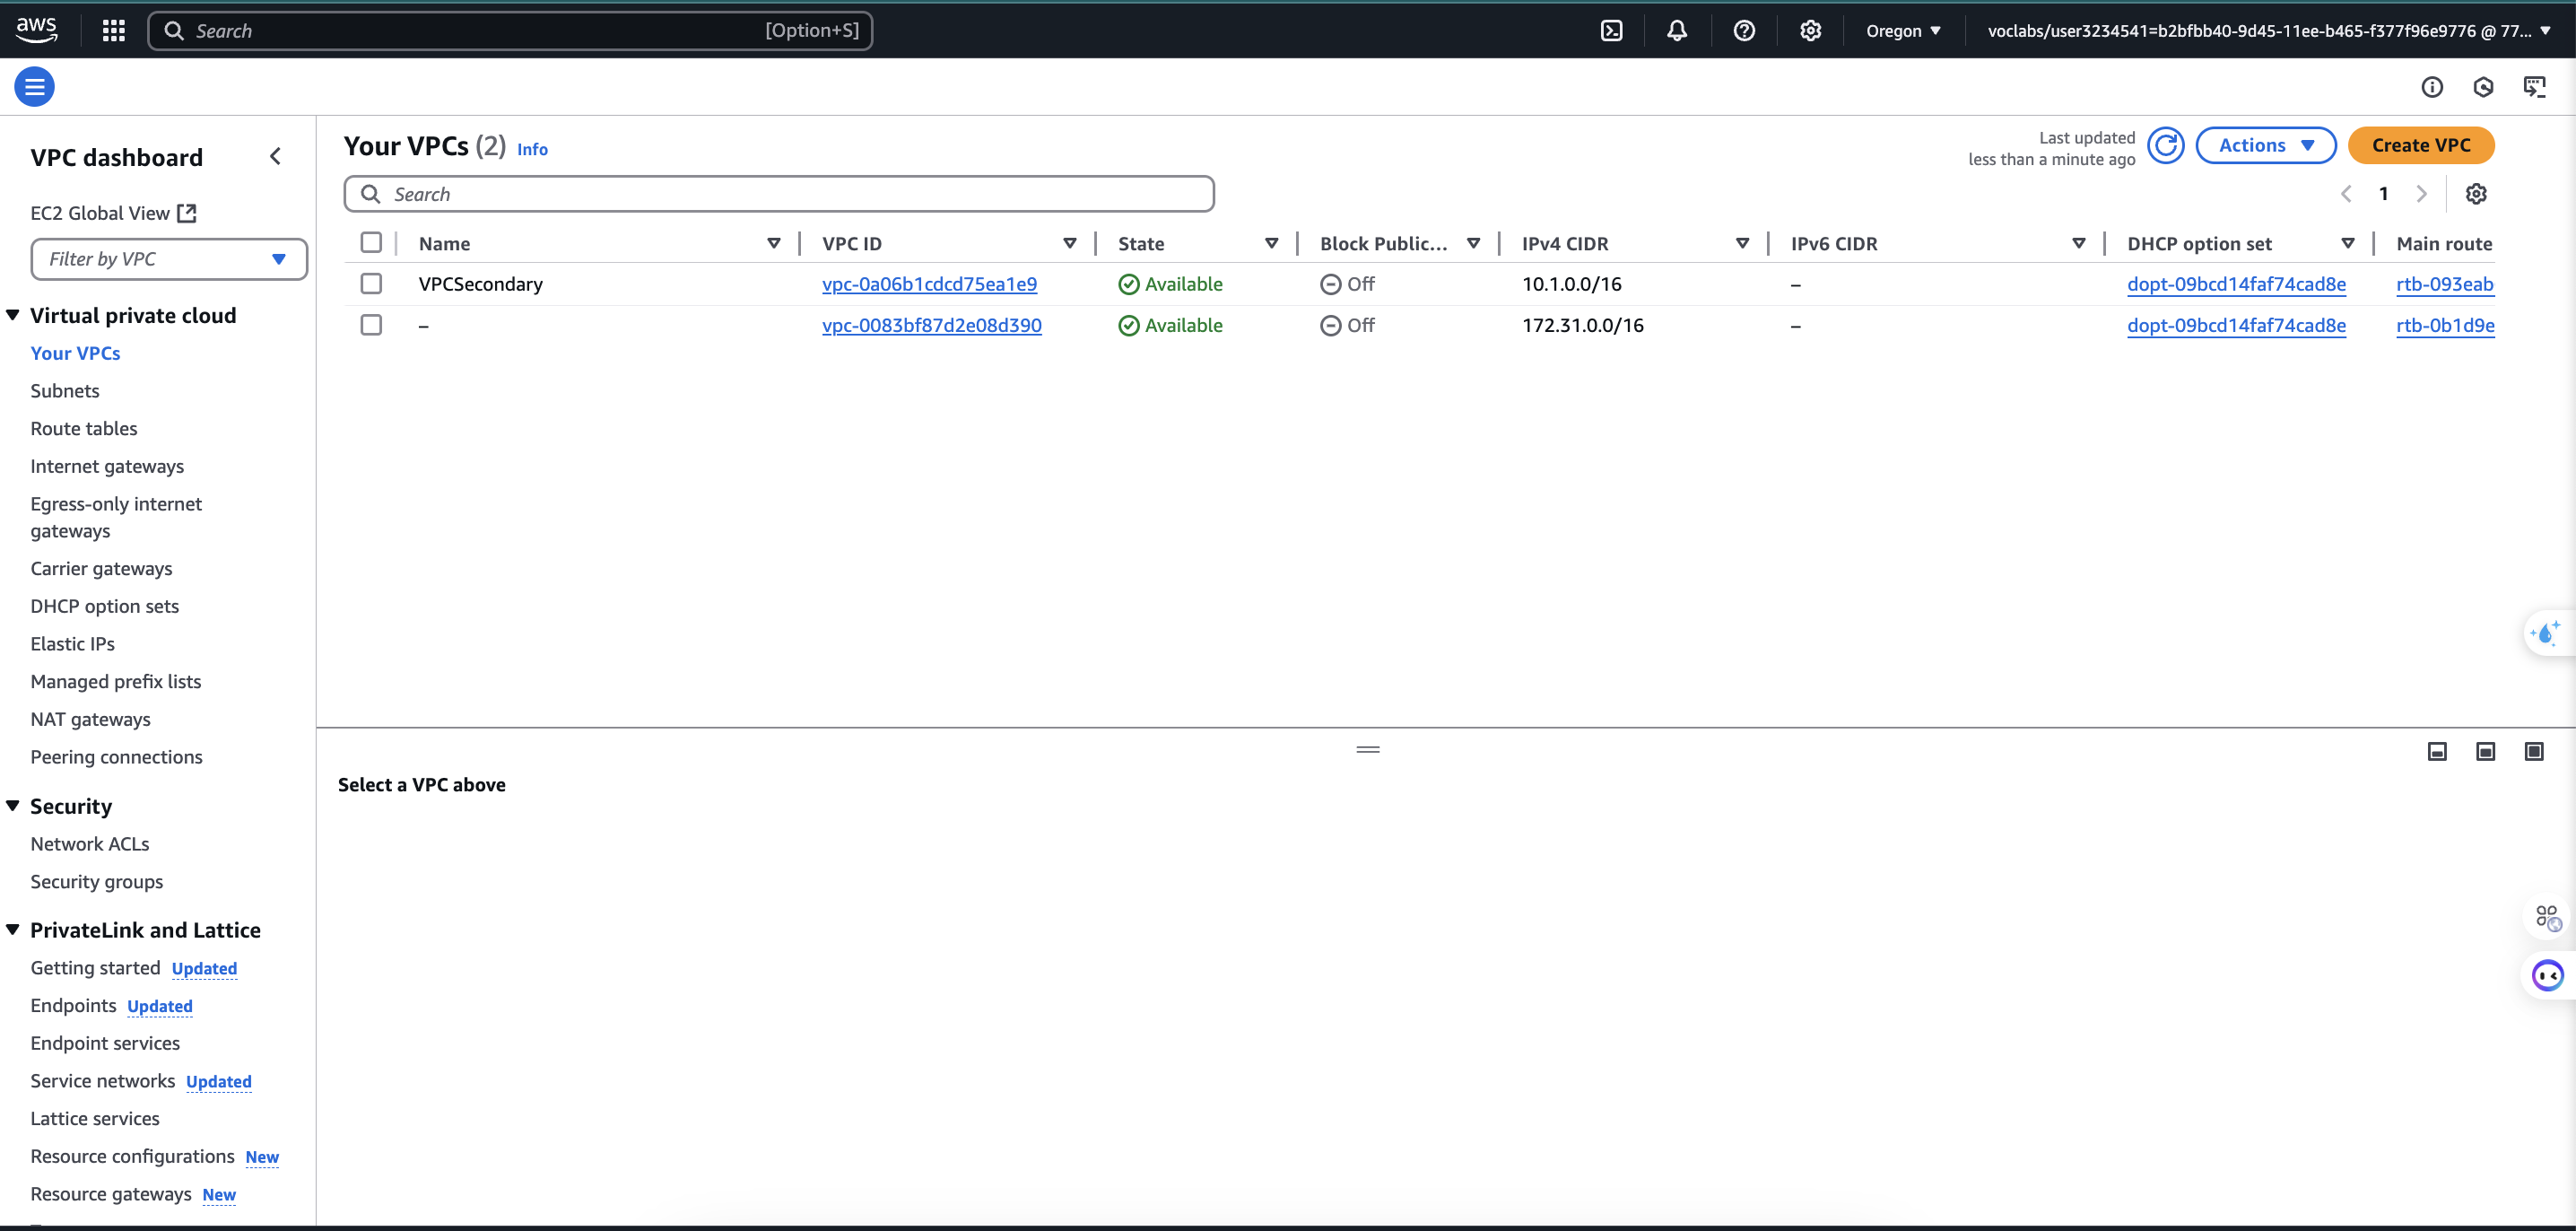 aws
Search [Option+S]
Oregon
voclabs/user3234541=b2bfbb40-9d45-11ee-b465-f377f96e9776 @ 77...
VPC dashboard
EC2 Global View
Filter by VPC
Virtual private cloud
Your VPCs
Subnets
Route tables
Internet gateways
Egress-only internet
gateways
Carrier gateways
DHCP option sets
Elastic IPs
Managed prefix lists
NAT gateways
Peering connections
Security
Network ACLs
Security groups
PrivateLink and Lattice
Getting started Updated
Endpoints Updated
Endpoint services
Service networks Updated
Lattice services
Resource configurations New
Resource gateways New
Your VPCs (2) Info
Last updated
less than a minute ago
Actions
Create VPC
Search
1
Name VPC ID State Block Public... IPv4 CIDR IPv6 CIDR DHCP option set Main route
VPCSecondary vpc-0a06b1cdcd75ea1e9 Available Off 10.1.0.0/16 – dopt-09bcd14faf74cad8e rtb-093eab
– vpc-0083bf87d2e08d390 Available Off 172.31.0.0/16 – dopt-09bcd14faf74cad8e rtb-0b1d9e
Select a VPC above